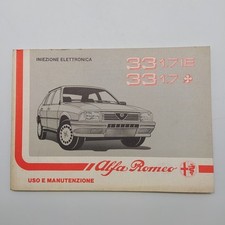 INIEZIONE ELETTRONICA
33 1.7 IE
33 1.7
Alfa Romeo
USO E MANUTENZIONE